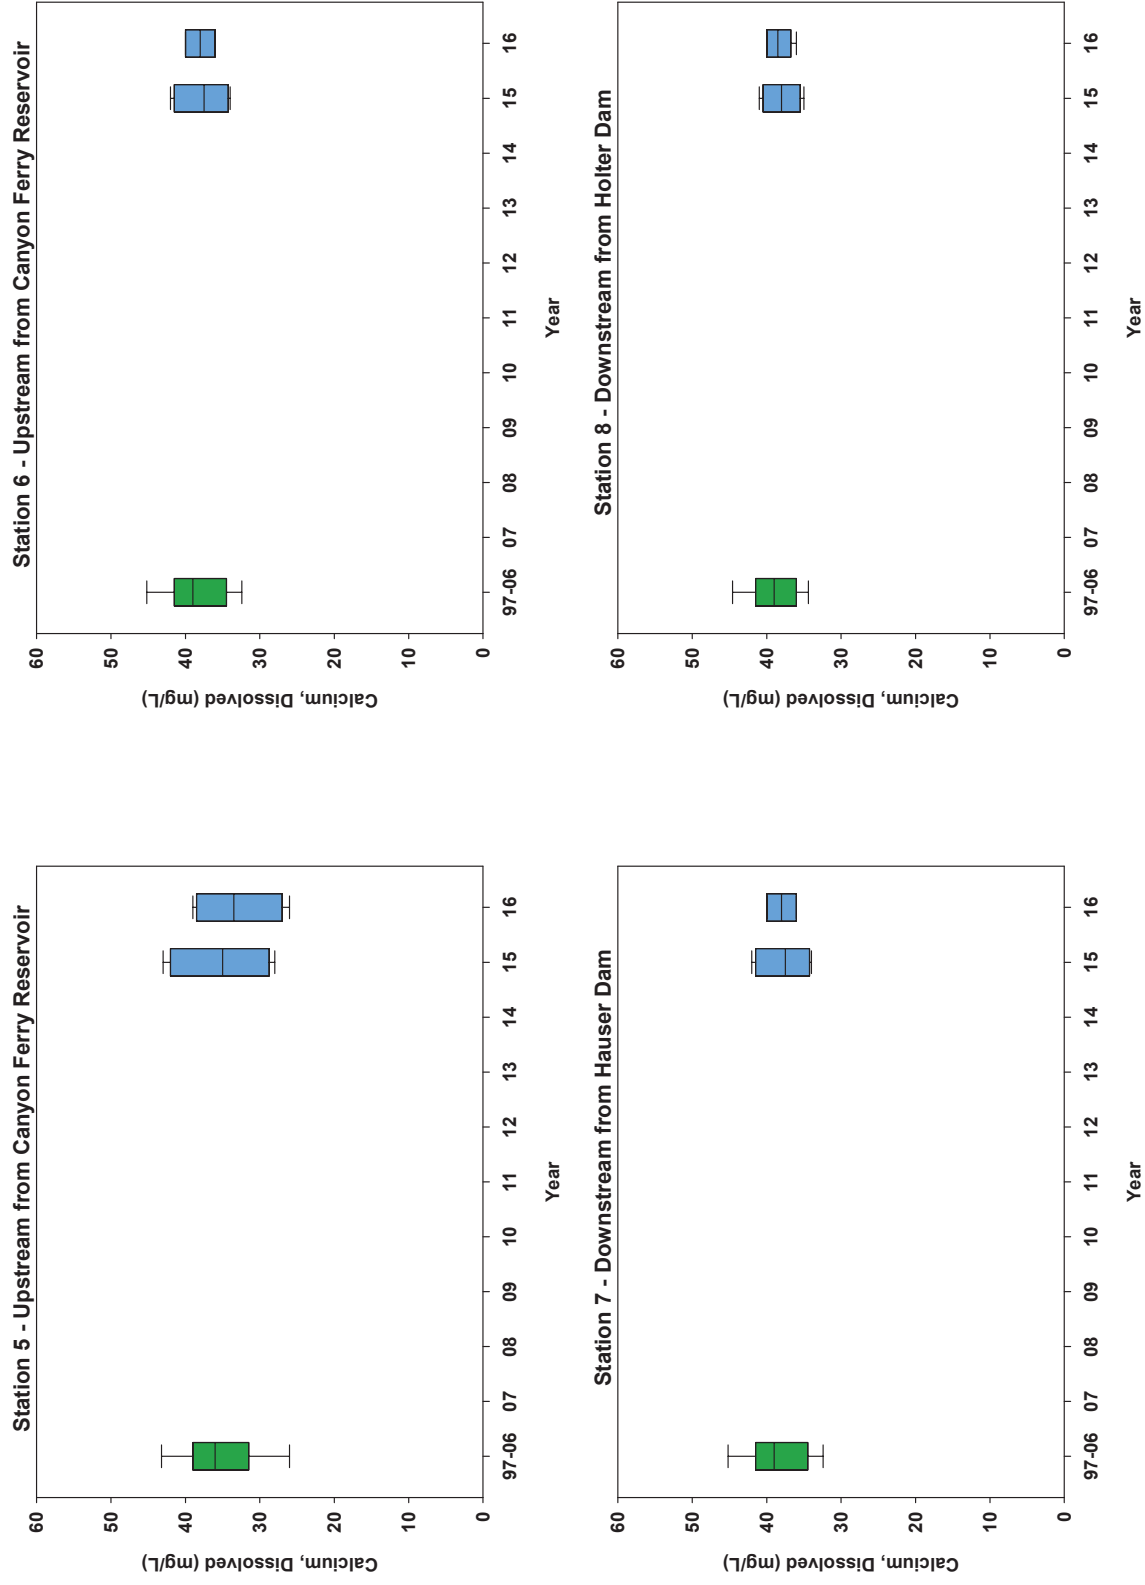 Station 5 - Upstream from Canyon Ferry Reservoir
60
50
40
30
20
10
0
Calcium, Dissolved (mg/L)
97-06 07 08 09 10 11 12 13 14 15 16
Year
Station 6 - Upstream from Canyon Ferry Reservoir
60
50
40
30
20
10
0
Calcium, Dissolved (mg/L)
97-06 07 08 09 10 11 12 13 14 15 16
Year
Station 7 - Downstream from Hauser Dam
60
50
40
30
20
10
0
Calcium, Dissolved (mg/L)
97-06 07 08 09 10 11 12 13 14 15 16
Year
Station 8 - Downstream from Holter Dam
60
50
40
30
20
10
0
Calcium, Dissolved (mg/L)
97-06 07 08 09 10 11 12 13 14 15 16
Year